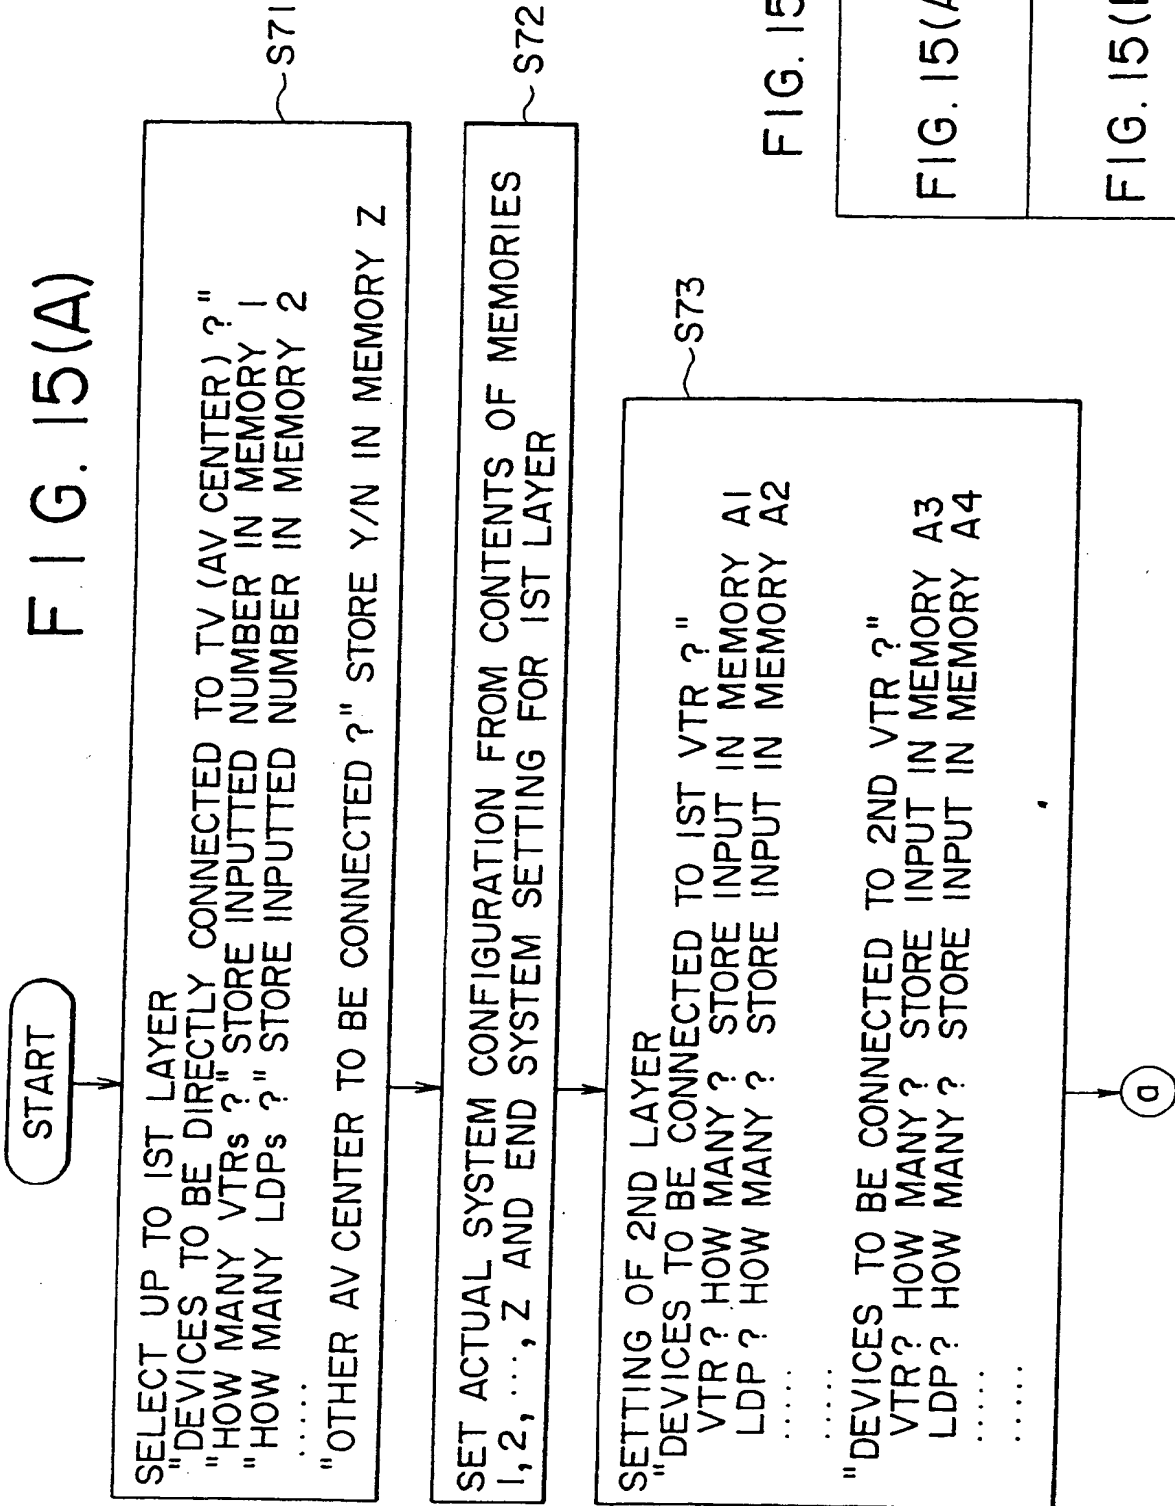 FIG. 15(A)
START
SELECT UP TO 1ST LAYER
"DEVICES TO BE DIRECTLY CONNECTED TO TV (AV CENTER) ?"
"HOW MANY VTRs ?" STORE INPUTTED NUMBER IN MEMORY 1
"HOW MANY LDPs ?" STORE INPUTTED NUMBER IN MEMORY 2
.....
"OTHER AV CENTER TO BE CONNECTED ?" STORE Y/N IN MEMORY Z
S71
SET ACTUAL SYSTEM CONFIGURATION FROM CONTENTS OF MEMORIES
1, 2, ..., Z AND END SYSTEM SETTING FOR 1ST LAYER
S72
SETTING OF 2ND LAYER
"DEVICES TO BE CONNECTED TO 1ST VTR ?"
VTR ? HOW MANY ? STORE INPUT IN MEMORY A1
LDP ? HOW MANY ? STORE INPUT IN MEMORY A2
.....
.....
"DEVICES TO BE CONNECTED TO 2ND VTR ?"
VTR ? HOW MANY ? STORE INPUT IN MEMORY A3
LDP ? HOW MANY ? STORE INPUT IN MEMORY A4
.....
.....
S73
a
FIG. 15
FIG. 15(A
FIG. 15(